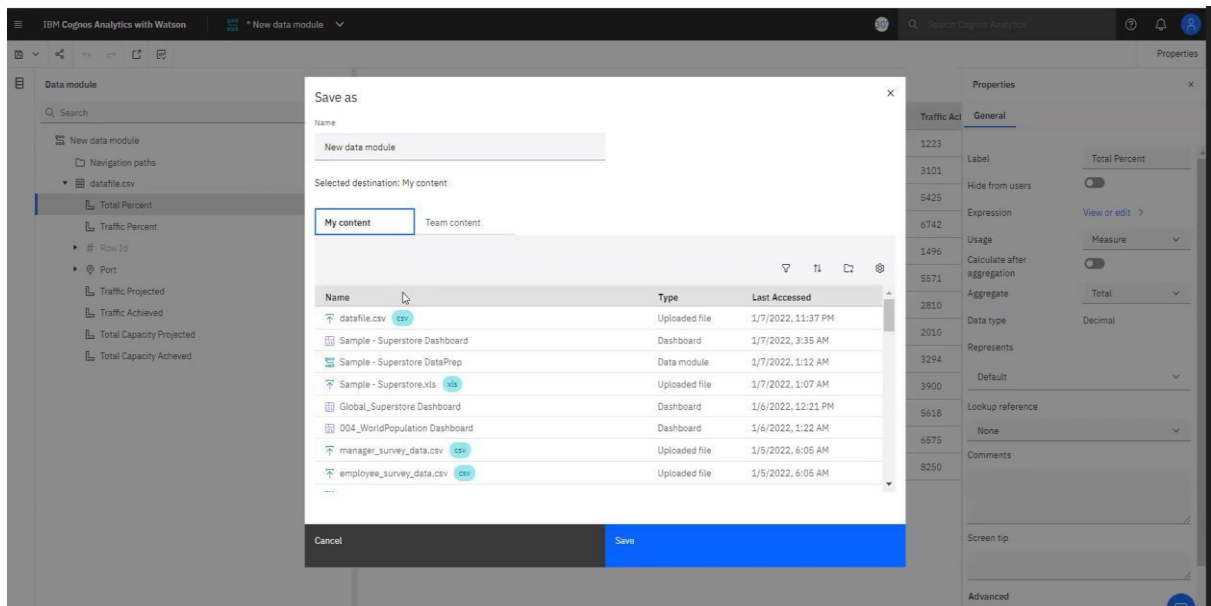 IBM Cognos Analytics with Watson
* New data module
Search Cognos Analytics
Properties
Data module
Search
New data module
Navigation paths
datafile.csv
Total Percent
Traffic Percent
# Row Id
Port
Traffic Projected
Traffic Achieved
Total Capacity Projected
Total Capacity Acheved
Save as
Name
New data module
Selected destination: My content
My content Team content
Name Type Last Accessed
datafile.csv csv Uploaded file 1/7/2022, 11:37 PM
Sample - Superstore Dashboard Dashboard 1/7/2022, 3:35 AM
Sample - Superstore DataPrep Data module 1/7/2022, 1:12 AM
Sample - Superstore.xls xls Uploaded file 1/7/2022, 1:07 AM
Global_Superstore Dashboard Dashboard 1/6/2022, 12:21 PM
004_WorldPopulation Dashboard Dashboard 1/6/2022, 1:22 AM
manager_survey_data.csv csv Uploaded file 1/5/2022, 6:05 AM
employee_survey_data.csv csv Uploaded file 1/5/2022, 6:05 AM
Cancel Save
Traffic Acl
1223
3101
5425
6742
1496
5571
2810
2010
3294
3900
5618
6575
8250
Properties
General
Label Total Percent
Hide from users
Expression View or edit
Usage Measure
Calculate after
aggregation
Aggregate Total
Data type Decimal
Represents
Default
Lookup reference
None
Comments
Screen tip
Advanced